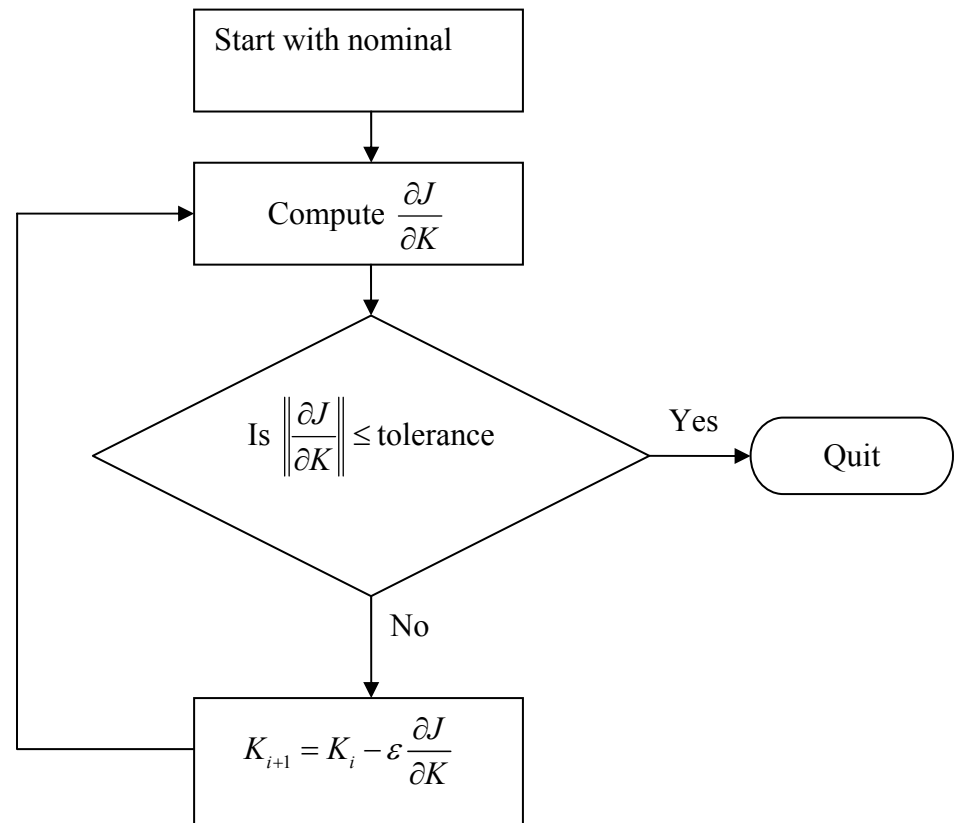 Start with nominal
Compute ∂J/∂K
Is ‖∂J/∂K‖ ≤ tolerance
Yes
Quit
No
K_{i+1} = K_i − ε ∂J/∂K